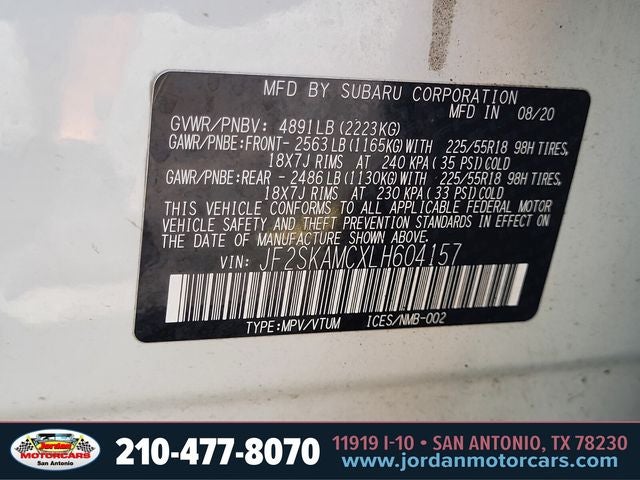 MFD BY SUBARU CORPORATION
MFD IN 08/20
GVWR/PNBV: 4891LB(2223KG)
GAWR/PNBE:FRONT- 2563LB(1165KG)WITH 225/55R18 98H TIRES,
18X7J RIMS AT 240 KPA(35 PSI)COLD
GAWR/PNBE:REAR - 2486LB(1130KG)WITH 225/55R18 98H TIRES,
18X7J RIMS AT 230 KPA(33 PSI)COLD
THIS VEHICLE CONFORMS TO ALL APPLICABLE FEDERAL MOTOR
VEHICLE SAFETY AND THEFT PREVENTION STANDARDS IN EFFECT
ON THE DATE OF MANUFACTURE SHOWN ABOVE.
VIN: JF2SKAMCXLH604157
TYPE:MPV/VTUM ICES/NMB-002
Jordan
MOTORCARS
San Antonio
210-477-8070
11919 I-10 • SAN ANTONIO, TX 78230
www.jordanmotorcars.com